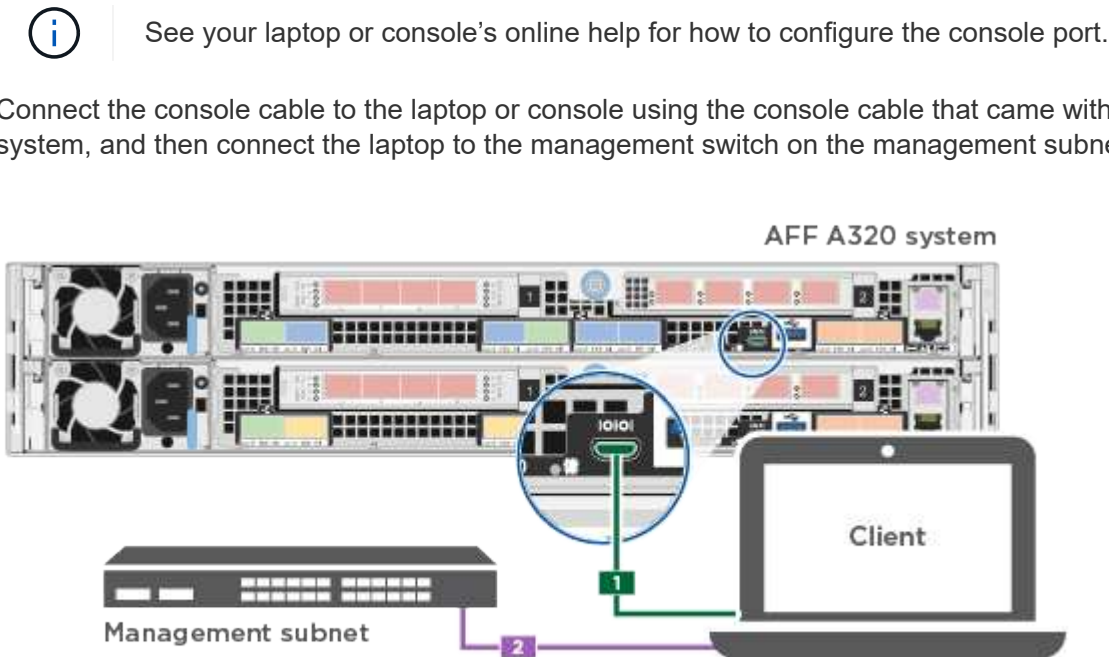 See your laptop or console’s online help for how to configure the console port.
Connect the console cable to the laptop or console using the console cable that came with
system, and then connect the laptop to the management switch on the management subne
AFF A320 system
1
2
1
2
IOIOI
Client
1
Management subnet
2